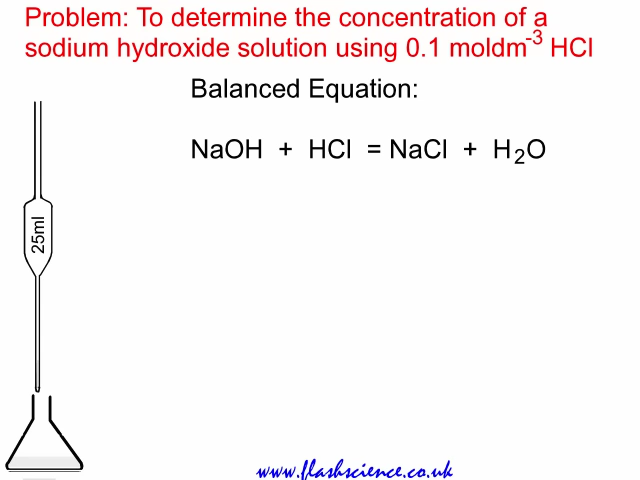 Problem: To determine the concentration of a
sodium hydroxide solution using 0.1 moldm⁻³ HCl
Balanced Equation:
NaOH + HCl = NaCl + H₂O
25ml
www.flashscience.co.uk